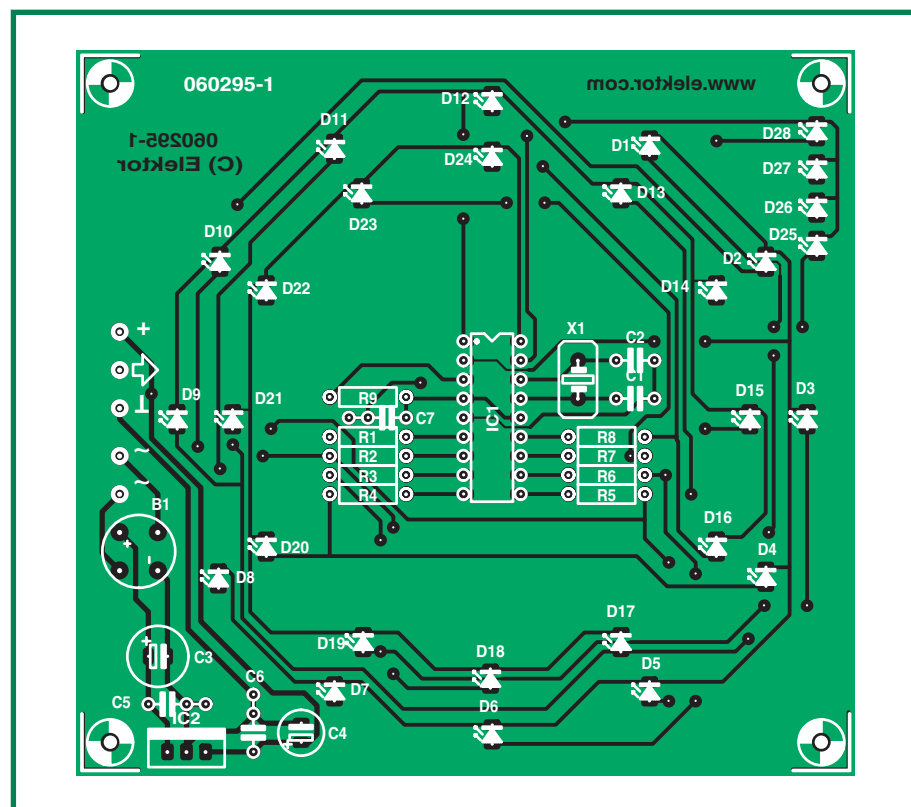 060295-1
www.elektor.com
060295-1
(C) Elektor
D12
D11
D1
D28
D24
D27
D13
D26
D23
D25
D10
D2
D22
D14
+
X1
C2
C1
R9
IC1
D9
D21
C7
D15
D3
⊥
R1
R8
R2
R7
~
R3
R6
~
R4
R5
B1
+
-
D16
D20
D4
D8
D17
D19
+
C3
D18
C6
D7
D5
C5
IC2
D6
C4
+